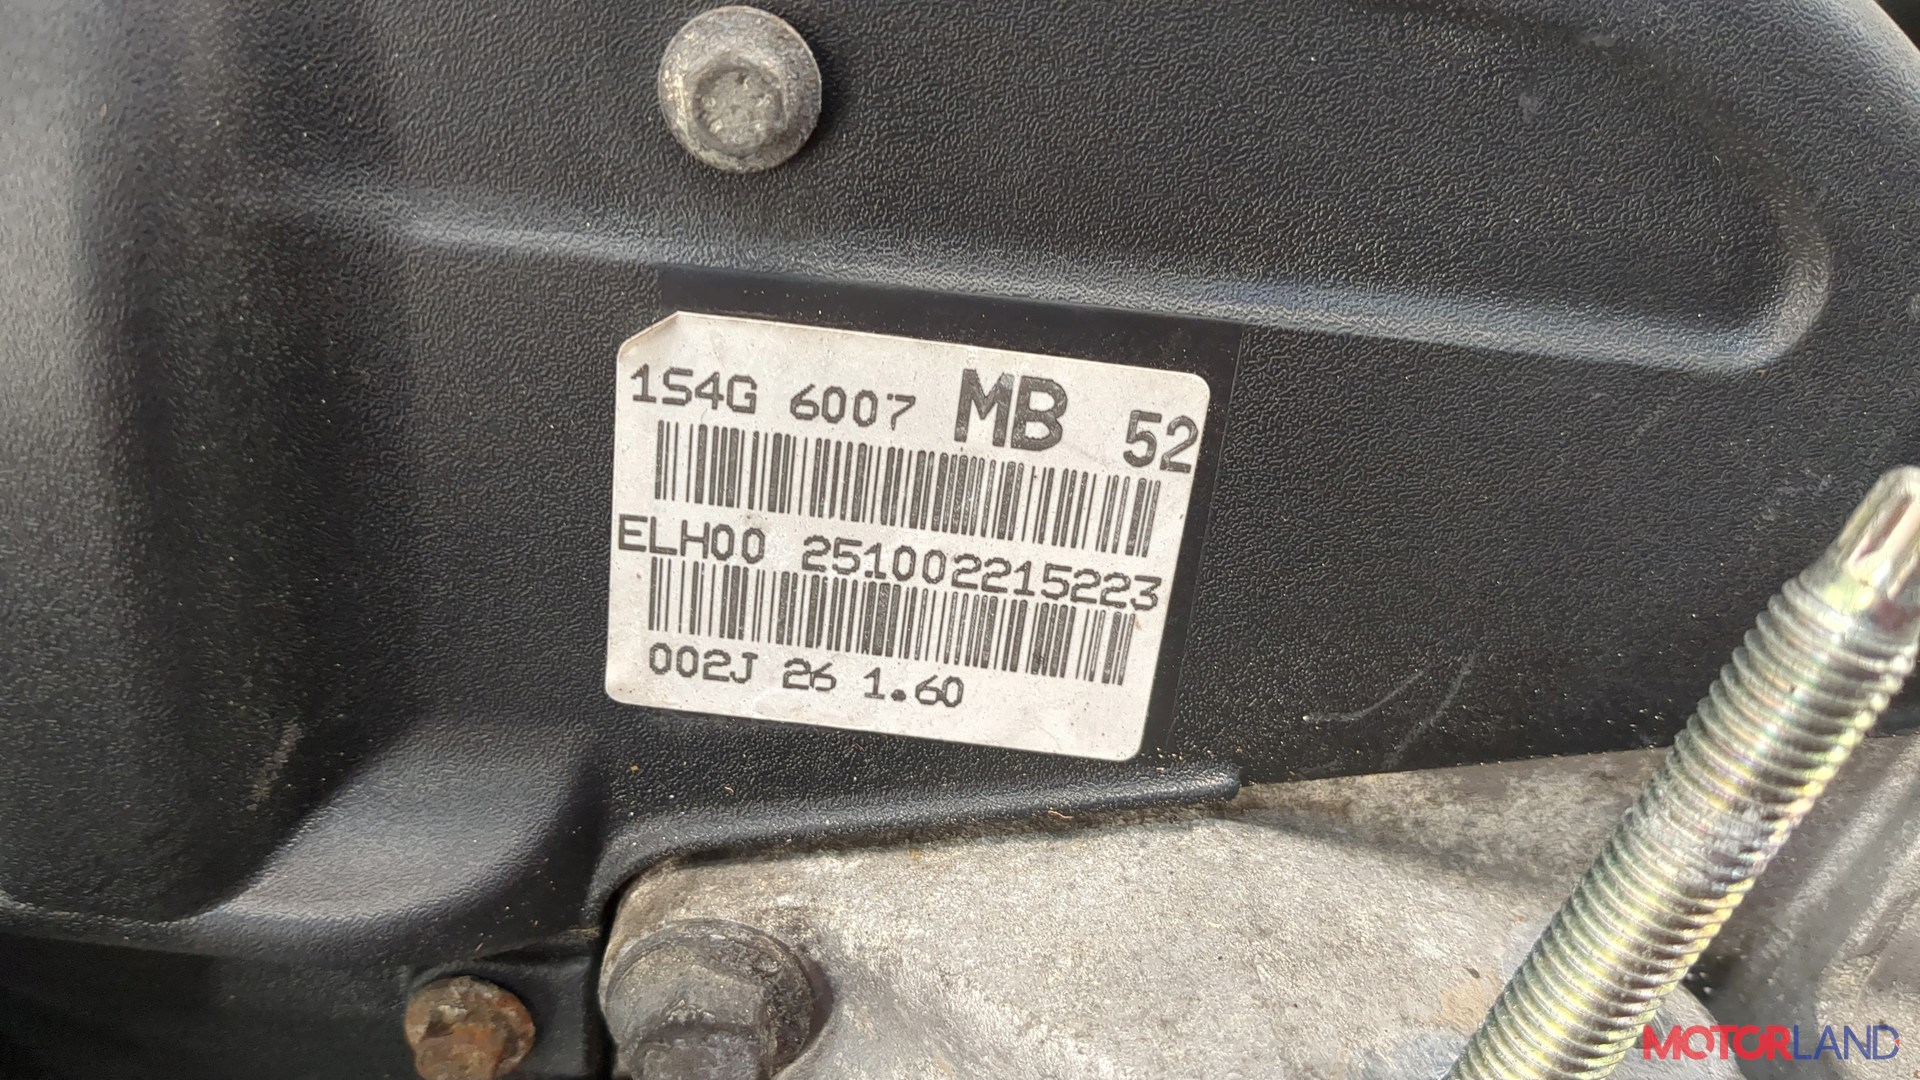 1S4G 6007 MB 52
ELH00 251002215223
002J 26 1.60
MOTORLAND